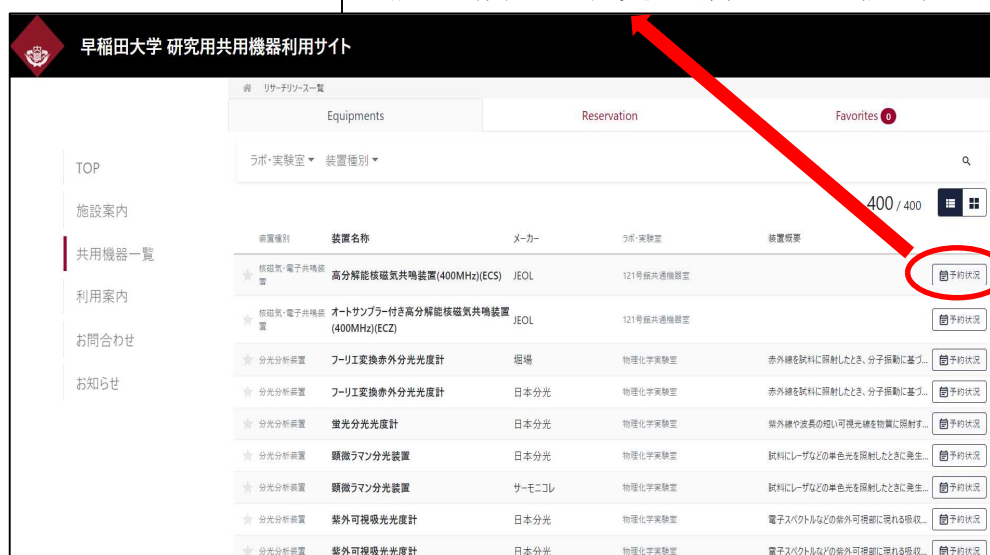 早稲田大学 研究用共用機器利用サイト
リサーチリソース一覧
Equipments Reservation Favorites 0
TOP
施設案内
共用機器一覧
利用案内
お問合わせ
お知らせ
ラボ・実験室 装置種別
400 / 400
装置種別 装置名称 メーカー ラボ・実験室 装置概要
核磁気・電子共鳴装置 高分解能核磁気共鳴装置(400MHz)(ECS) JEOL 121号館共通機器室 予約状況
核磁気・電子共鳴装置 オートサンプラー付き高分解能核磁気共鳴装置(400MHz)(ECZ) JEOL 121号館共通機器室 予約状況
分光分析装置 フーリエ変換赤外分光光度計 堀場 物理化学実験室 赤外線を試料に照射したとき、分子振動に基づ... 予約状況
分光分析装置 フーリエ変換赤外分光光度計 日本分光 物理化学実験室 赤外線を試料に照射したとき、分子振動に基づ... 予約状況
分光分析装置 蛍光分光光度計 日本分光 物理化学実験室 紫外線や波長の短い可視光線を物質に照射す... 予約状況
分光分析装置 顕微ラマン分光装置 日本分光 物理化学実験室 試料にレーザなどの単色光を照射したときに発生... 予約状況
分光分析装置 顕微ラマン分光装置 サーモニコレ 物理化学実験室 試料にレーザなどの単色光を照射したときに発生... 予約状況
分光分析装置 紫外可視吸光光度計 日本分光 物理化学実験室 電子スペクトルなどの紫外可視部に現れる吸収... 予約状況
分光分析装置 紫外可視吸光光度計 日本分光 物理化学実験室 電子スペクトルなどの紫外可視部に現れる吸収... 予約状況